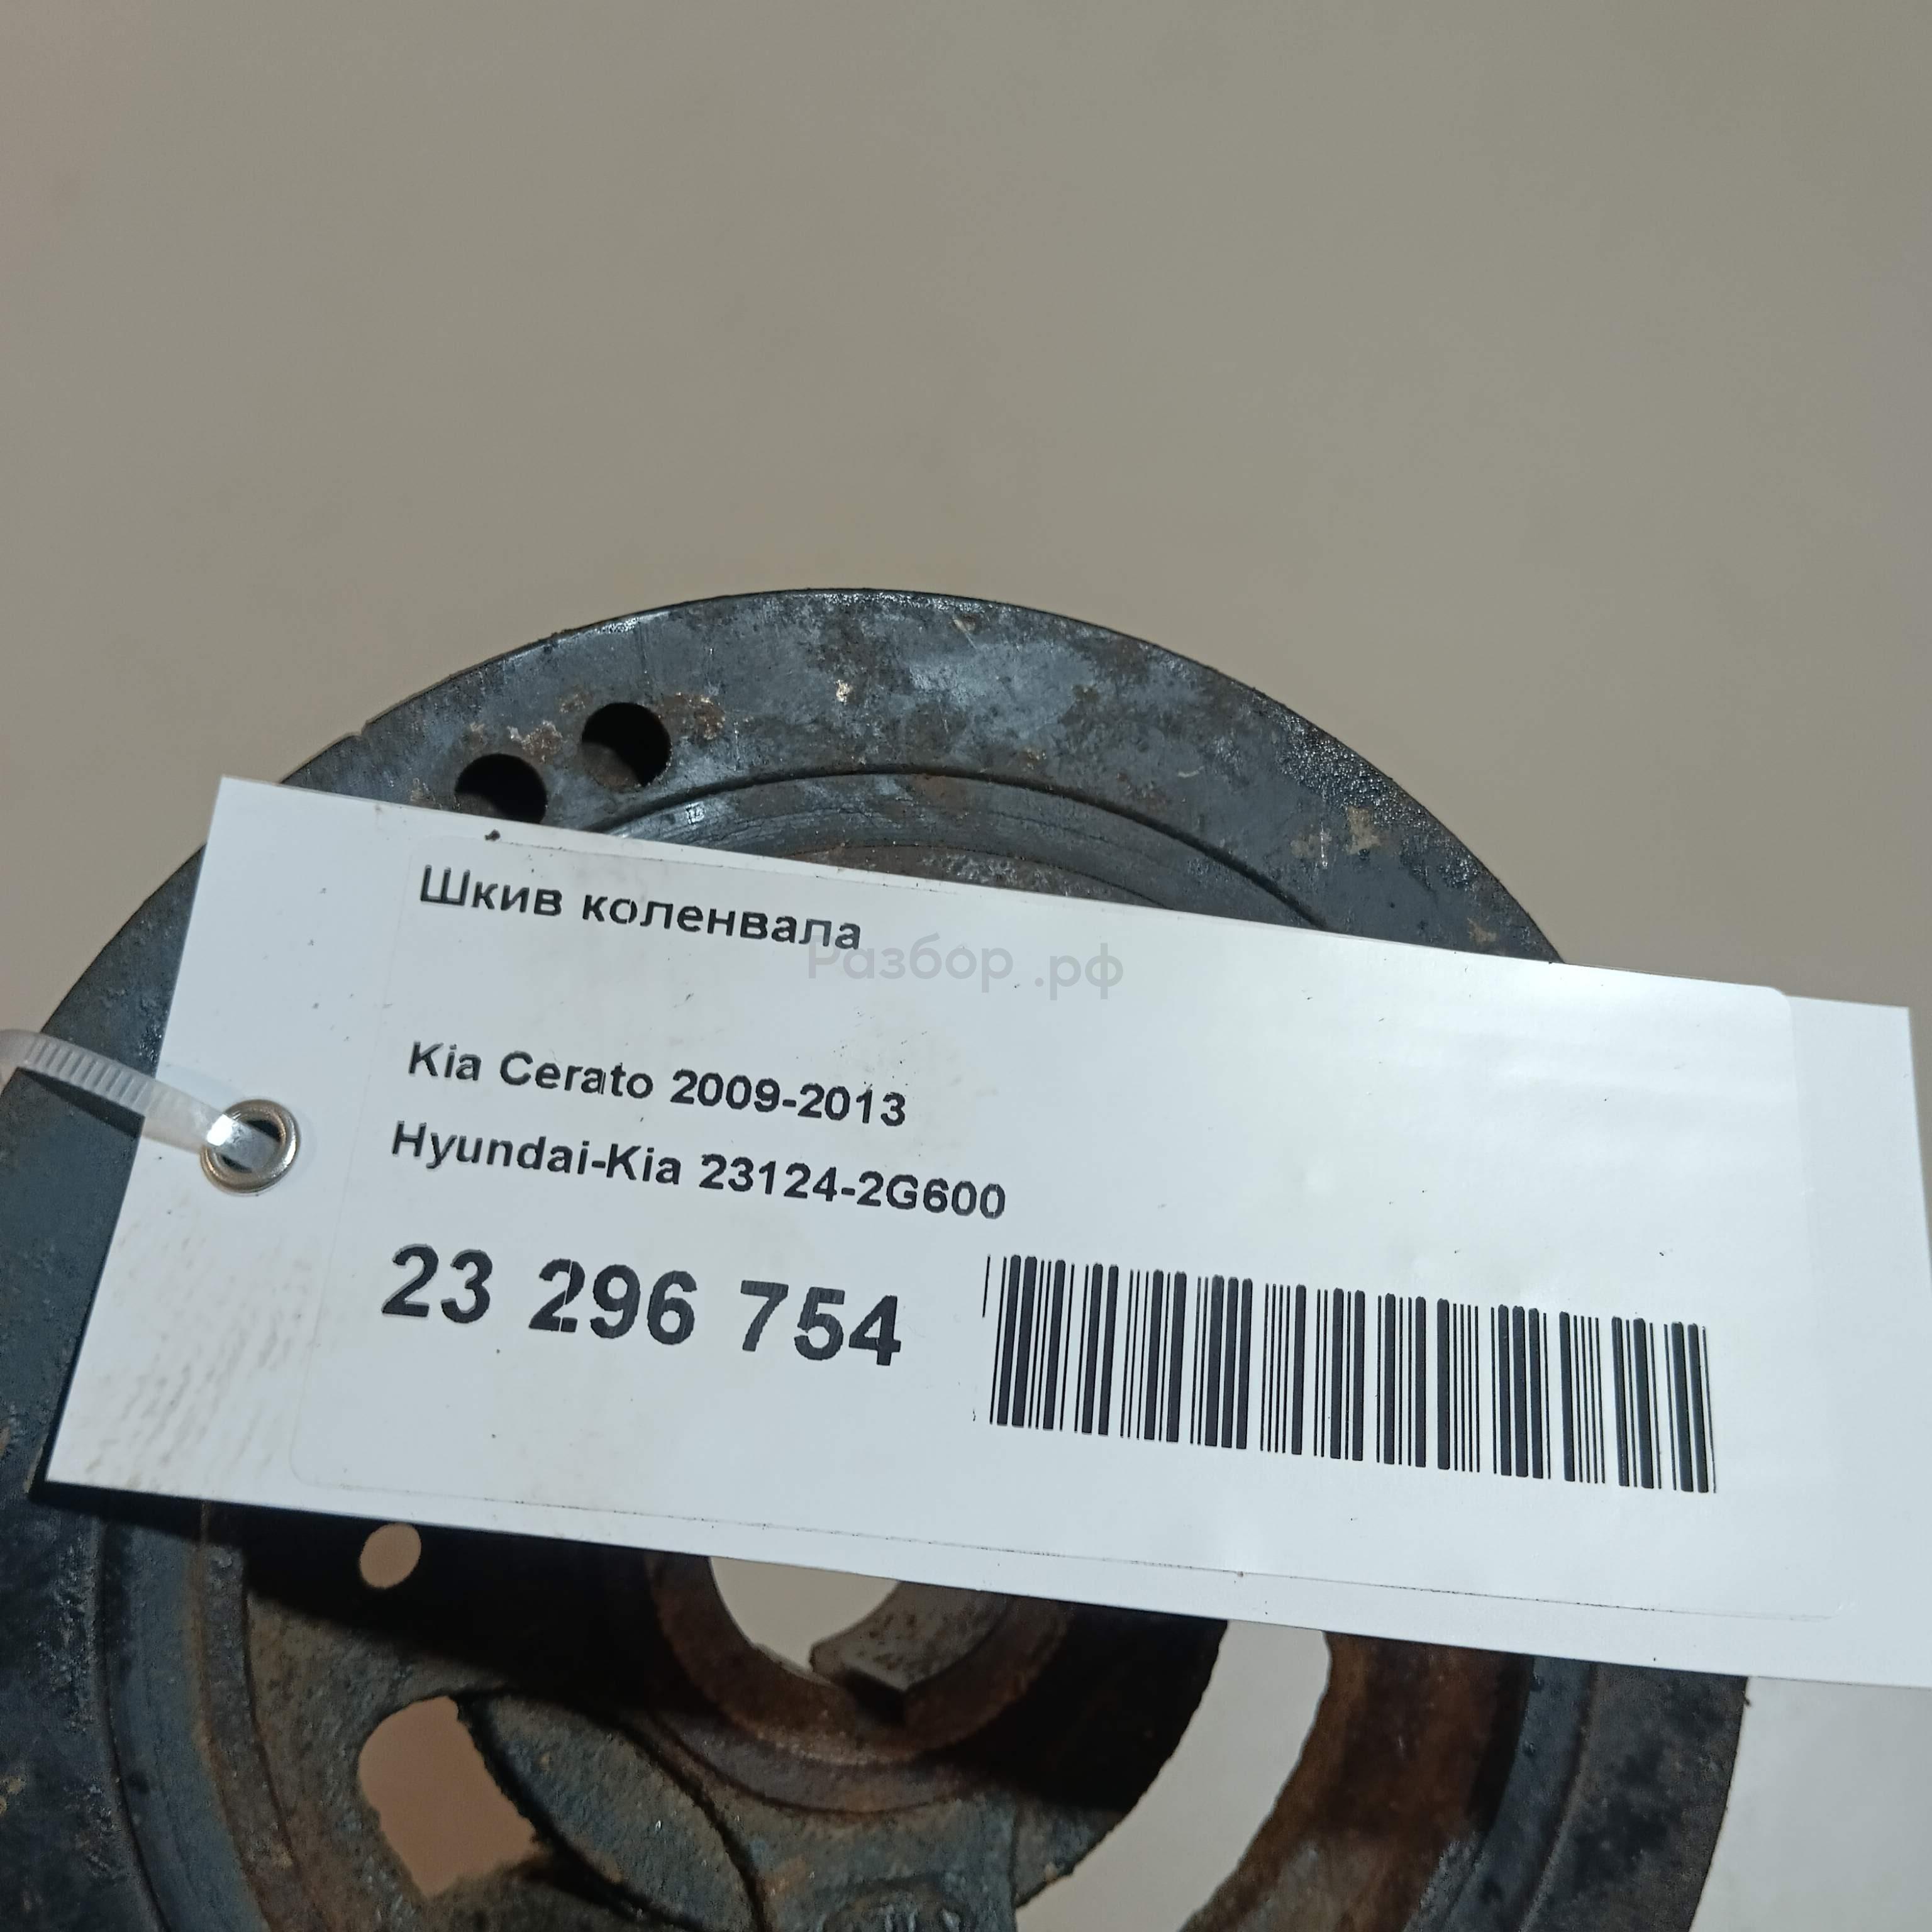 Шкив коленвала
Разбор.рф
Kia Cerato 2009-2013
Hyundai-Kia 23124-2G600
23 296 754